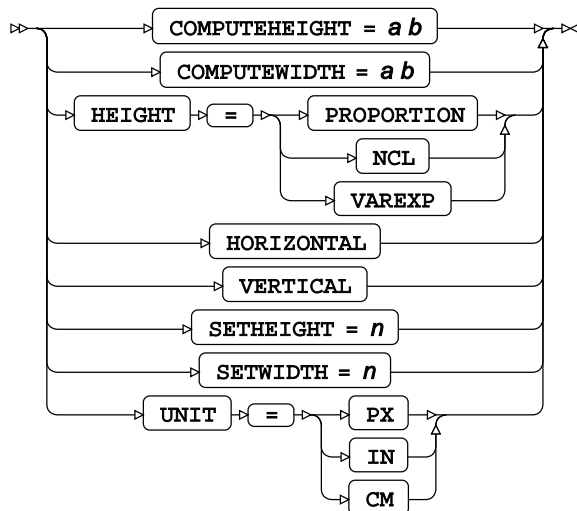 COMPUTEHEIGHT = a b
COMPUTEWIDTH = a b
HEIGHT = PROPORTION
NCL
VAREXP
HORIZONTAL
VERTICAL
SETHEIGHT = n
SETWIDTH = n
UNIT = PX
IN
CM